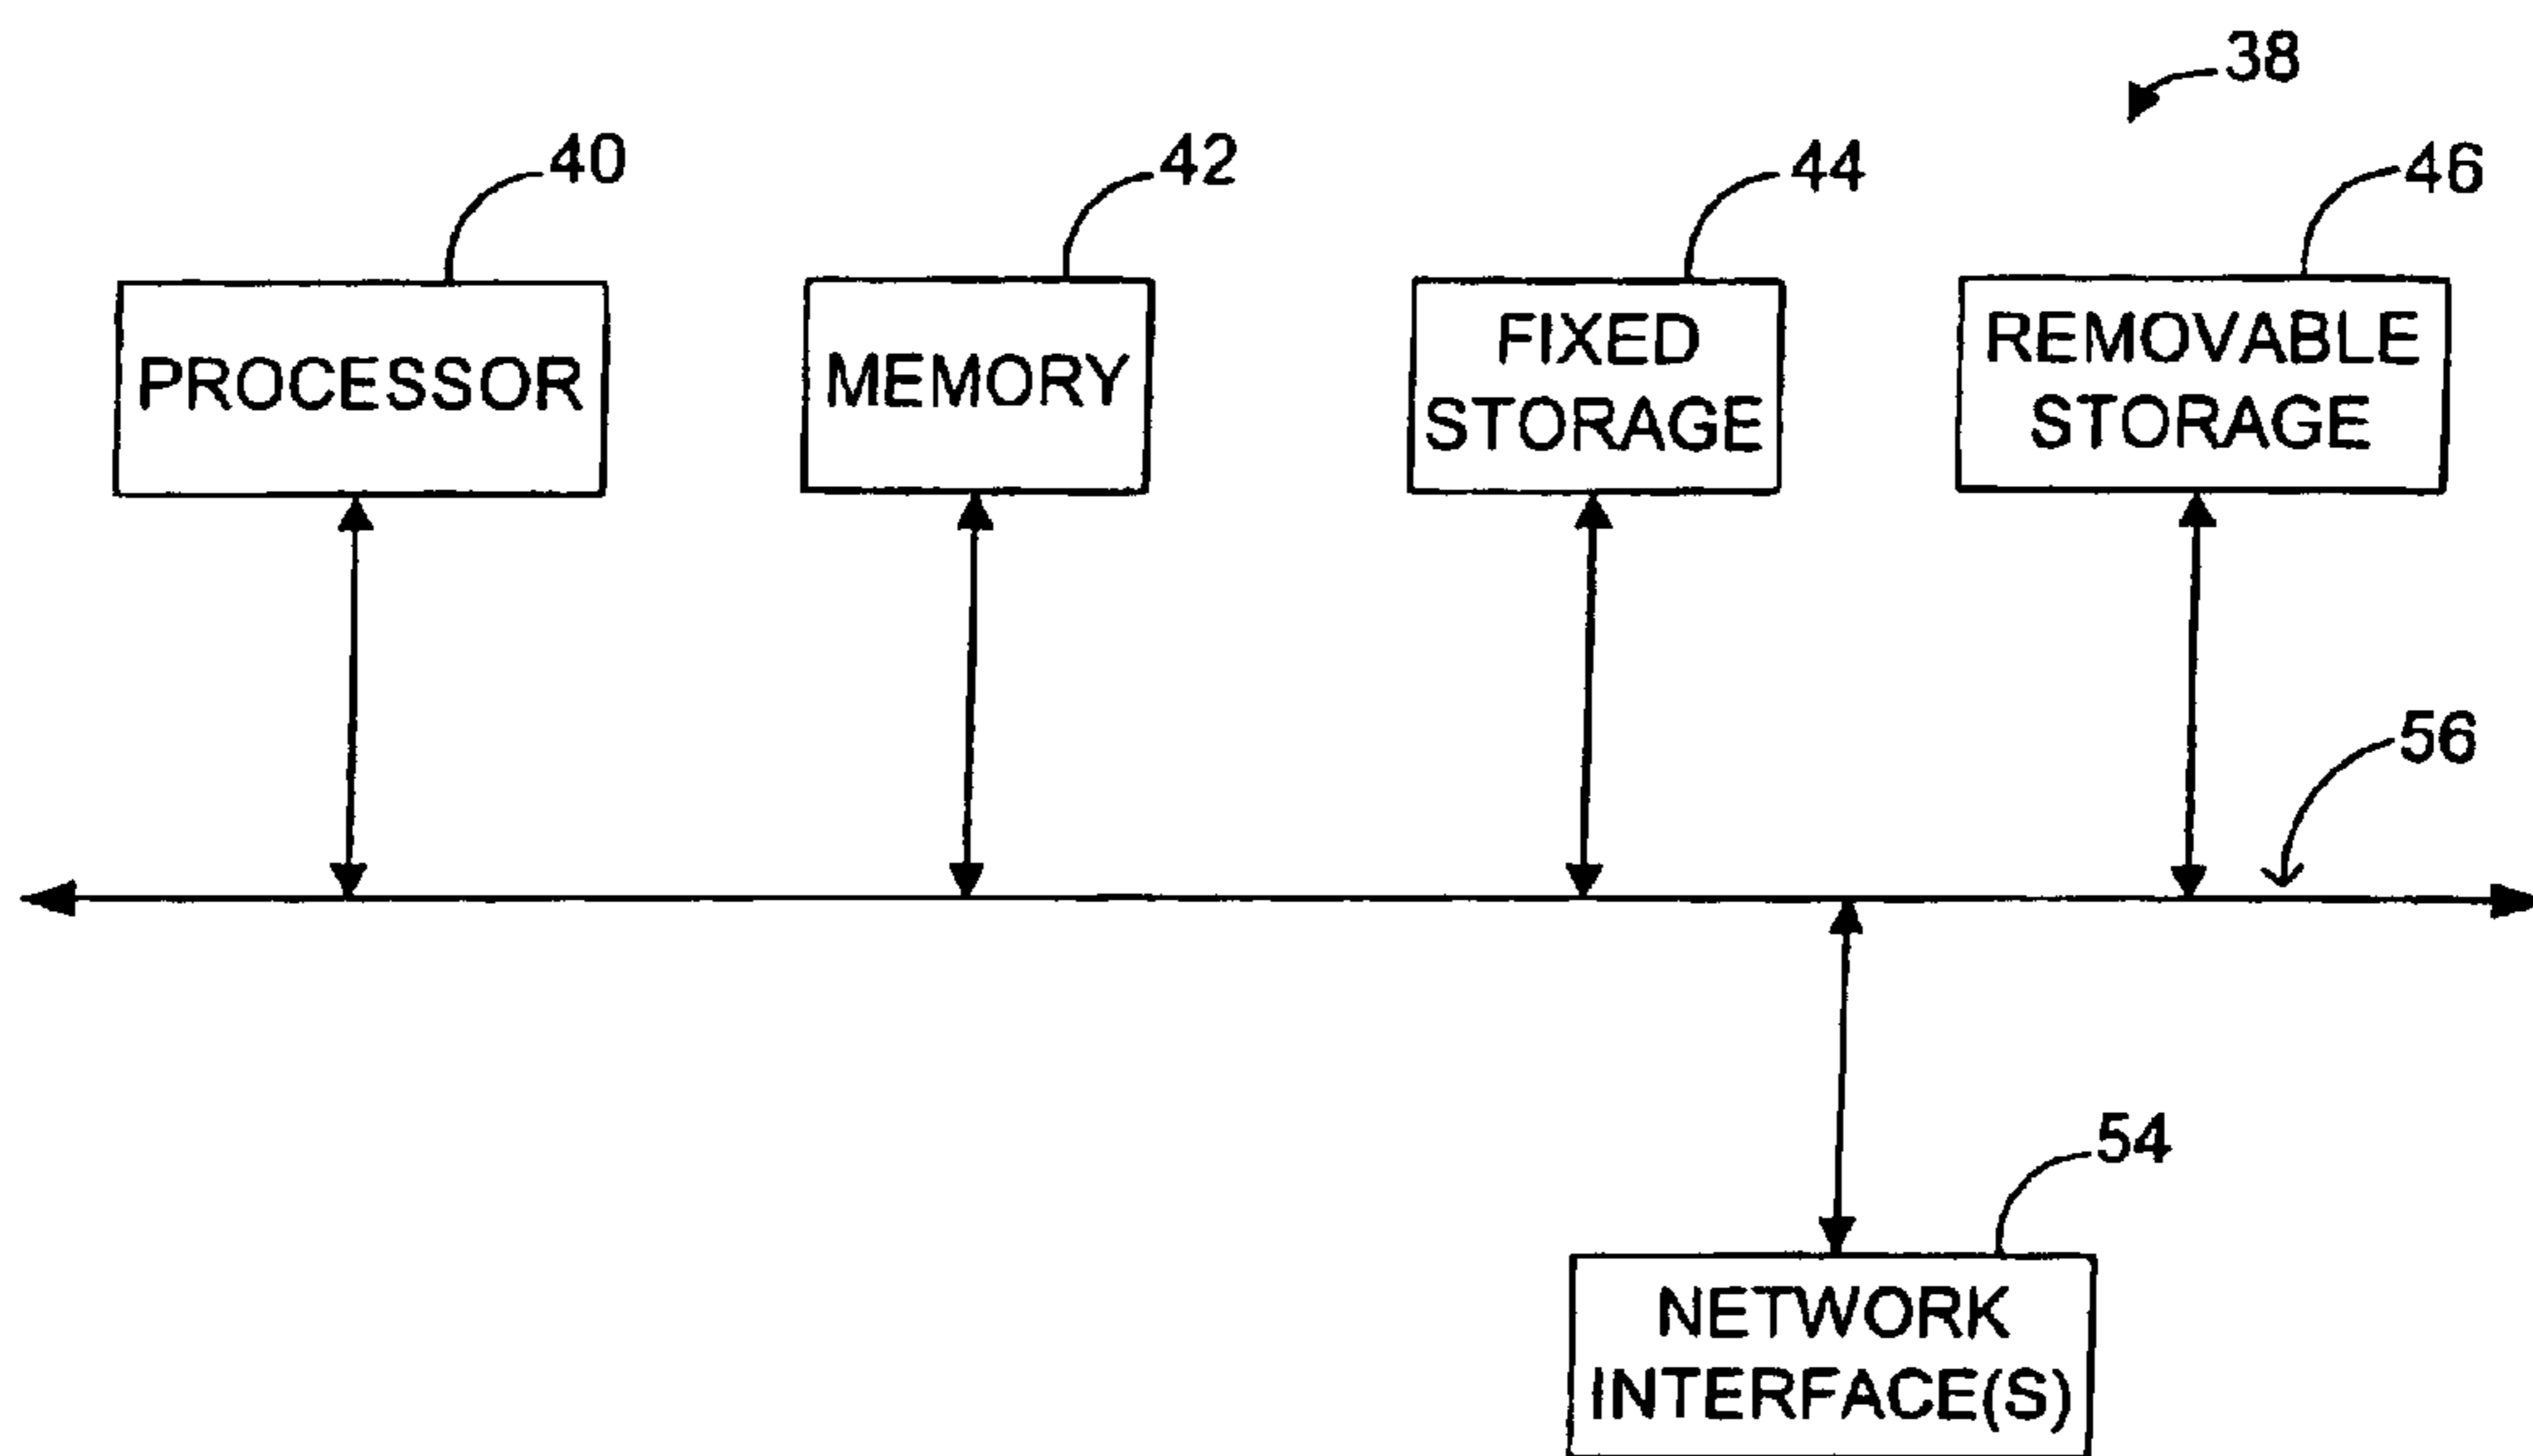 38
40
42
44
46
PROCESSOR
MEMORY
FIXED
STORAGE
REMOVABLE
STORAGE
56
54
NETWORK
INTERFACE(S)